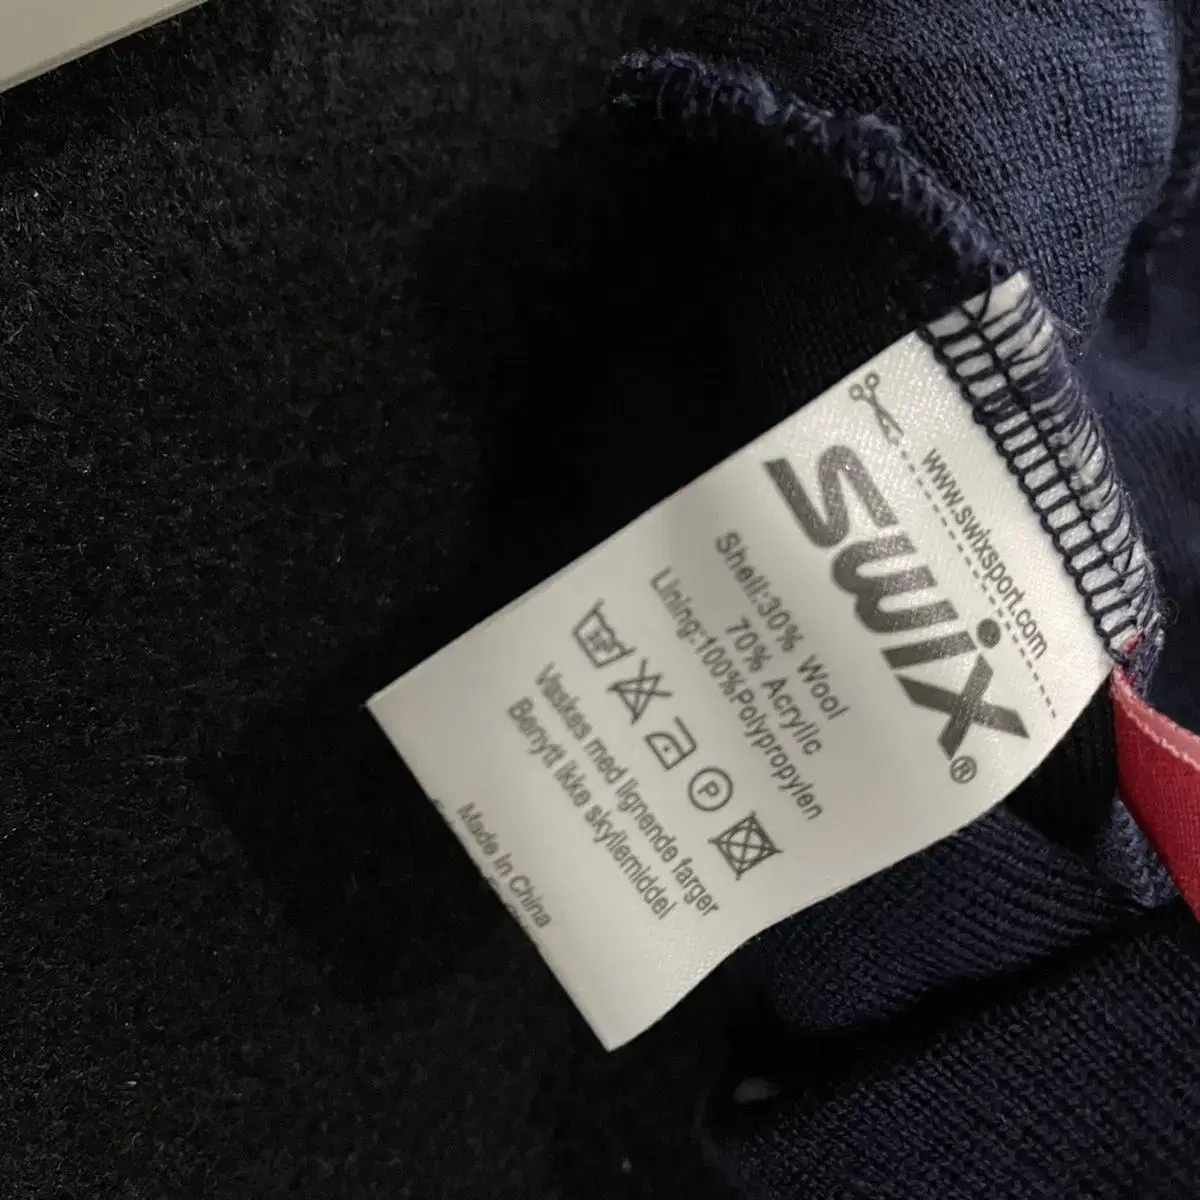 www.swixsport.com
swix®
Shell:30% Wool
70% Acrylic
Lining:100%Polypropylen
30°
P
Vaskes med lignende farger
Benytt ikke skyllemiddel
Made in China